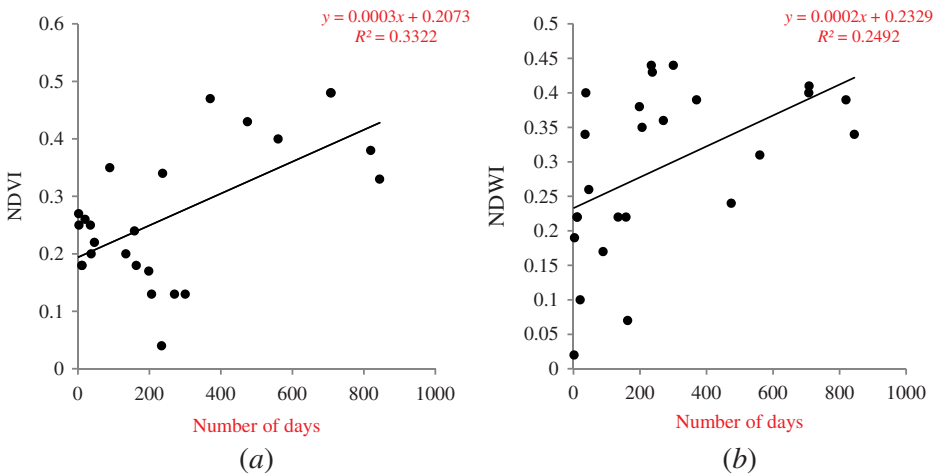 y = 0.0003x + 0.2073
R² = 0.3322
0.6
0.5
0.4
0.3
0.2
0.1
0
NDVI
0 200 400 600 800 1000
Number of days
(a)
y = 0.0002x + 0.2329
R² = 0.2492
0.5
0.45
0.4
0.35
0.3
0.25
0.2
0.15
0.1
0.05
0
NDWI
0 200 400 600 800 1000
Number of days
(b)